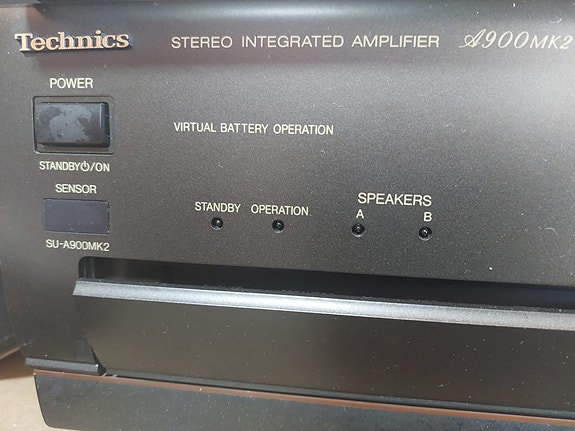 Technics STEREO INTEGRATED AMPLIFIER A900MK2
POWER
VIRTUAL BATTERY OPERATION
STANDBY⏻/ON
SENSOR
SPEAKERS
STANDBY OPERATION A B
SU-A900MK2